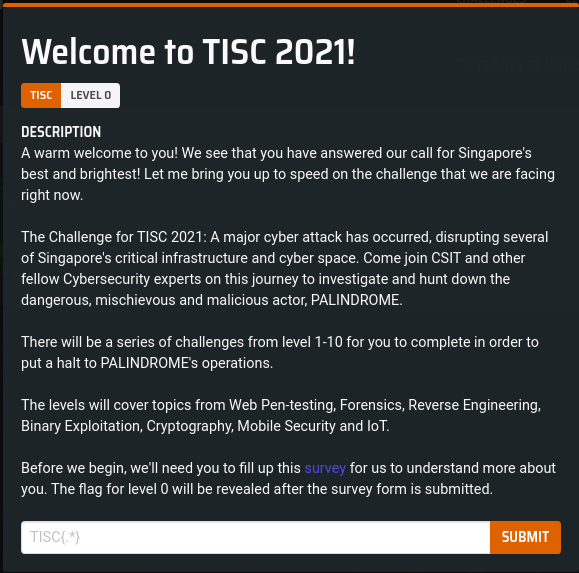 Welcome to TISC 2021!
TISC LEVEL 0
DESCRIPTION
A warm welcome to you! We see that you have answered our call for Singapore's
best and brightest! Let me bring you up to speed on the challenge that we are facing
right now.
The Challenge for TISC 2021: A major cyber attack has occurred, disrupting several
of Singapore's critical infrastructure and cyber space. Come join CSIT and other
fellow Cybersecurity experts on this journey to investigate and hunt down the
dangerous, mischievous and malicious actor, PALINDROME.
There will be a series of challenges from level 1-10 for you to complete in order to
put a halt to PALINDROME's operations.
The levels will cover topics from Web Pen-testing, Forensics, Reverse Engineering,
Binary Exploitation, Cryptography, Mobile Security and IoT.
Before we begin, we'll need you to fill up this survey for us to understand more about
you. The flag for level 0 will be revealed after the survey form is submitted.
TISC{.*} SUBMIT